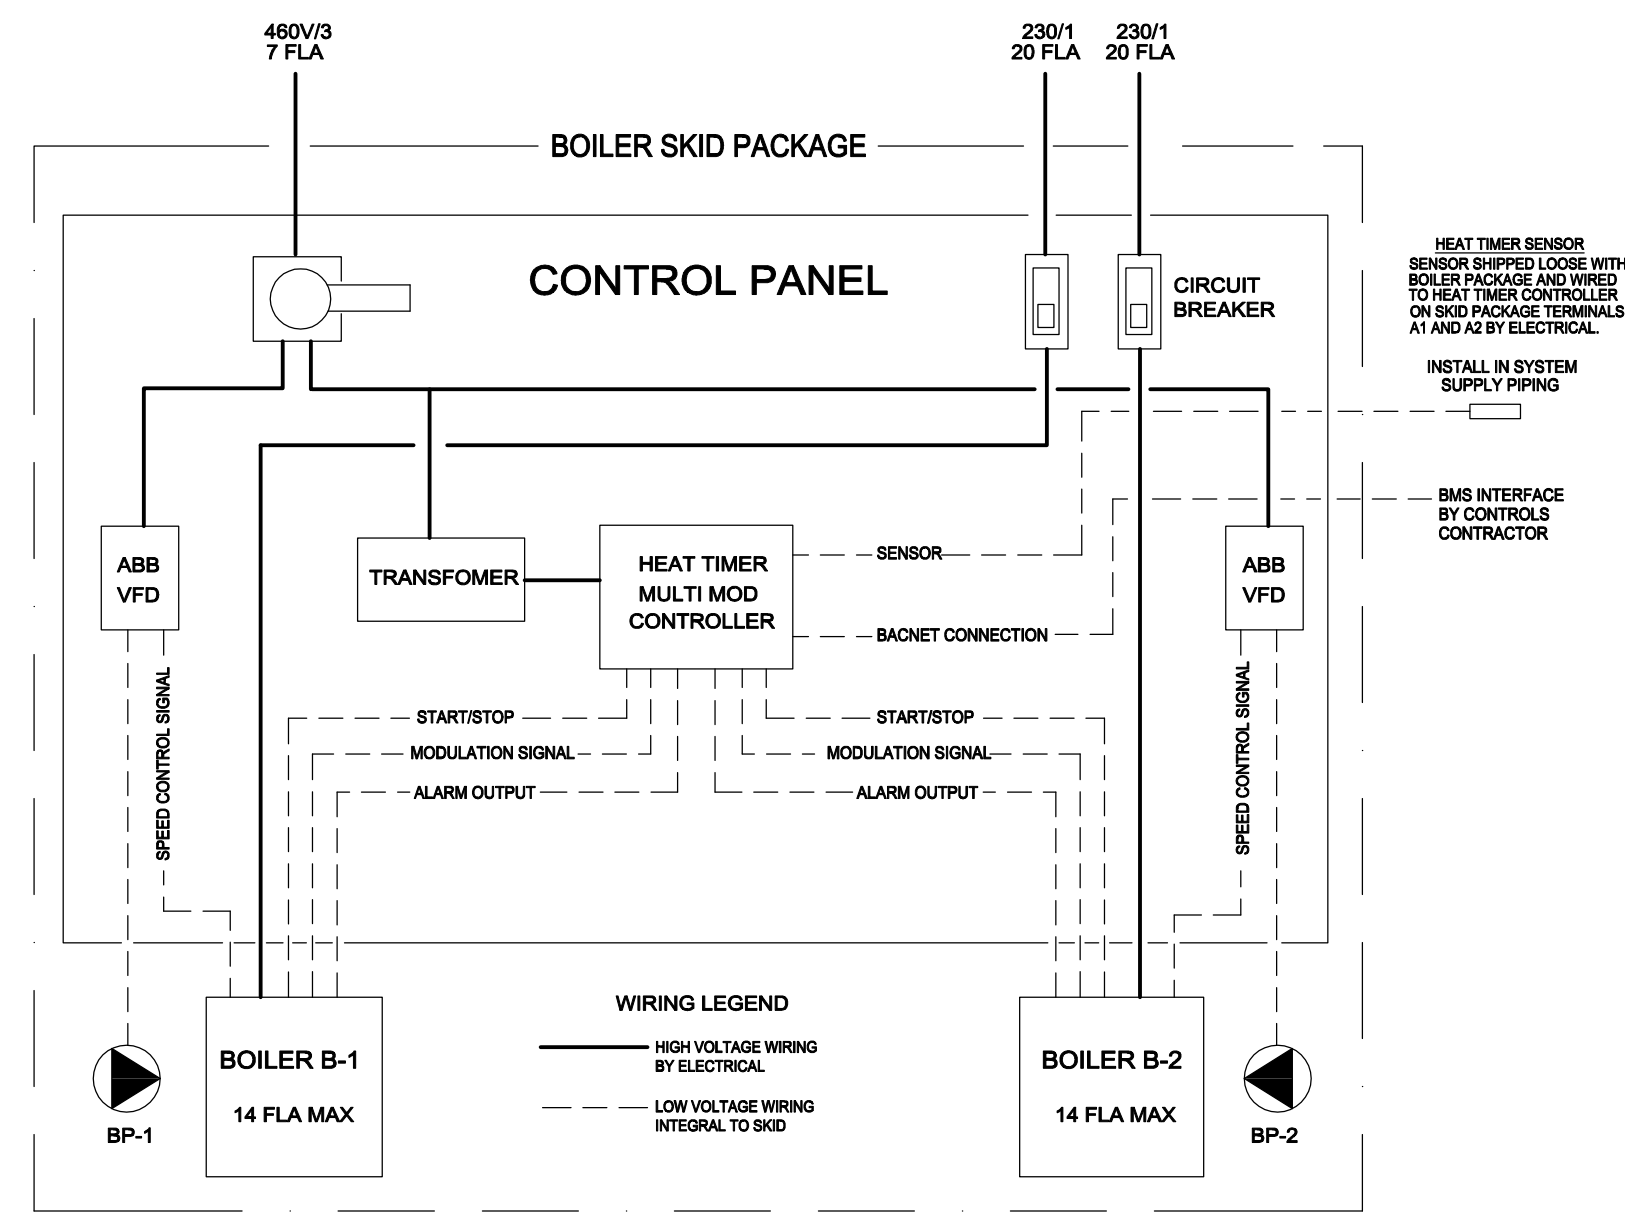 460V/3
7 FLA
230/1
20 FLA
230/1
20 FLA
BOILER SKID PACKAGE
CONTROL PANEL
CIRCUIT
BREAKER
HEAT TIMER SENSOR
SENSOR SHIPPED LOOSE WITH
BOILER PACKAGE AND WIRED
TO HEAT TIMER CONTROLLER
ON SKID PACKAGE TERMINALS
A1 AND A2 BY ELECTRICAL.
INSTALL IN SYSTEM
SUPPLY PIPING
BMS INTERFACE
BY CONTROLS
CONTRACTOR
ABB
VFD
TRANSFOMER
HEAT TIMER
MULTI MOD
CONTROLLER
SENSOR
BACNET CONNECTION
ABB
VFD
SPEED CONTROL SIGNAL
START/STOP
MODULATION SIGNAL
ALARM OUTPUT
START/STOP
MODULATION SIGNAL
ALARM OUTPUT
SPEED CONTROL SIGNAL
BP-1
BOILER B-1
14 FLA MAX
WIRING LEGEND
HIGH VOLTAGE WIRING
BY ELECTRICAL
LOW VOLTAGE WIRING
INTEGRAL TO SKID
BOILER B-2
14 FLA MAX
BP-2